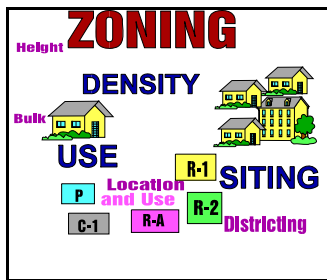 ZONING
Height
DENSITY
Bulk
USE
R-1
SITING
Location
and Use
P
R-2
C-1
R-A
Districting